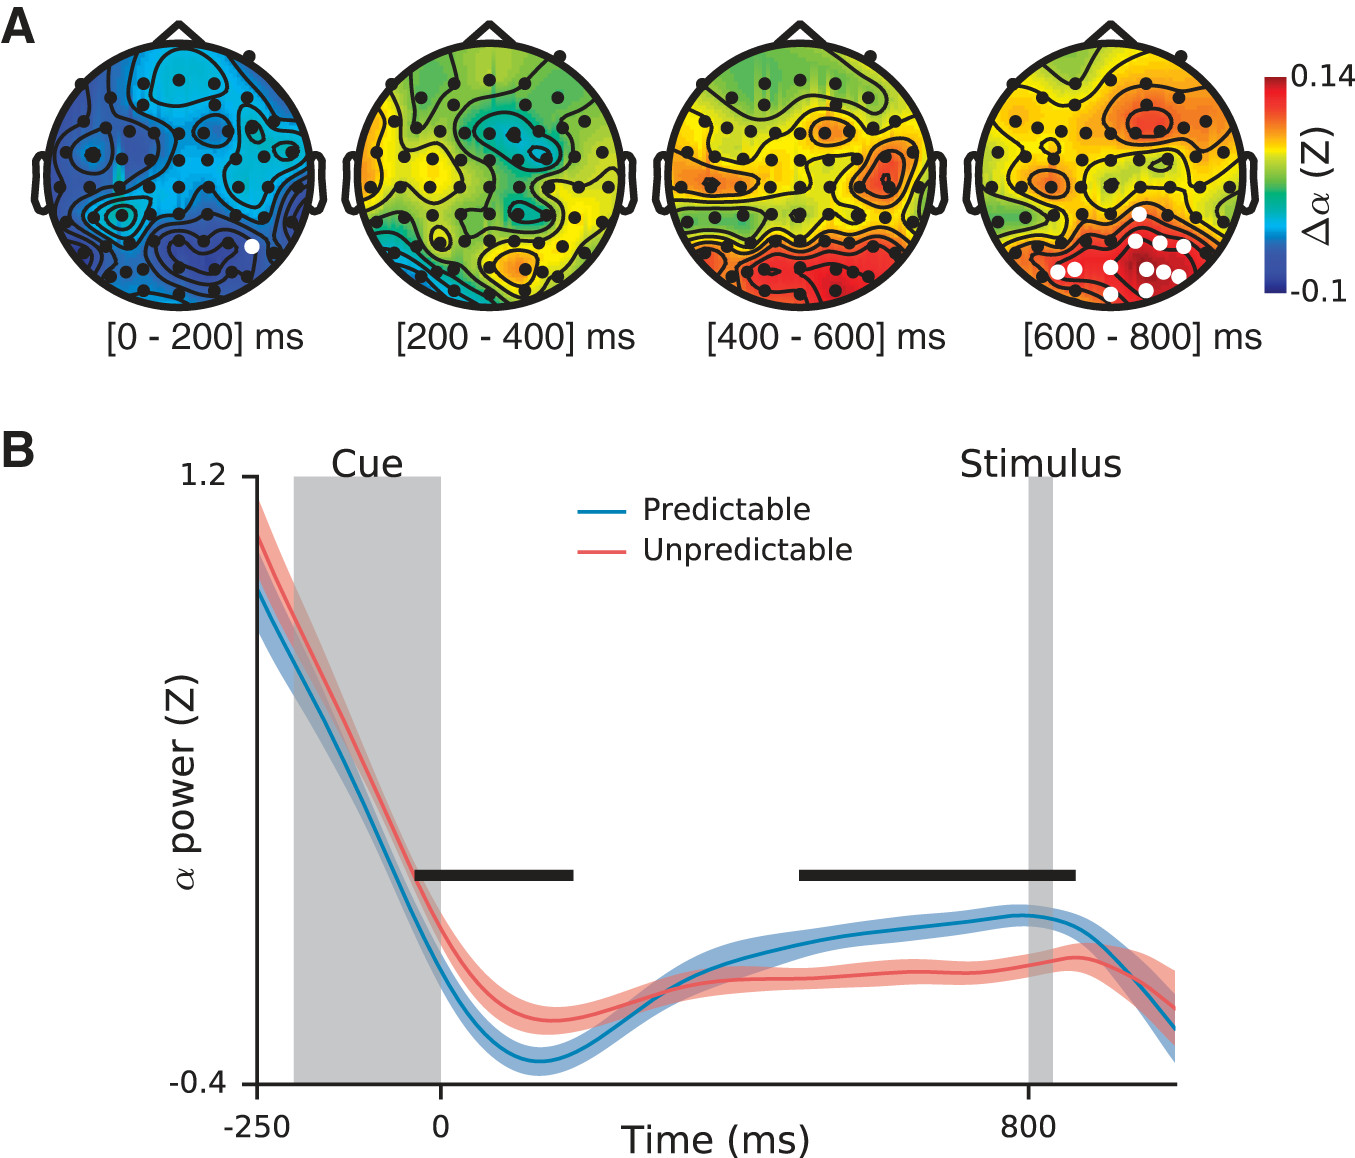 A
0.14
Δα (Z)
-0.1
[0 - 200] ms
[200 - 400] ms
[400 - 600] ms
[600 - 800] ms
B
Cue
Stimulus
1.2
Predictable
Unpredictable
α power (Z)
-0.4
-250
0
800
Time (ms)